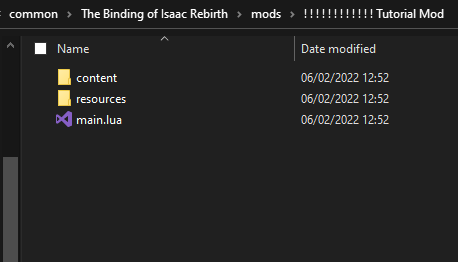 common > The Binding of Isaac Rebirth > mods > !!!!!!!!!!!! Tutorial Mod
Name Date modified
content 06/02/2022 12:52
resources 06/02/2022 12:52
main.lua 06/02/2022 12:52